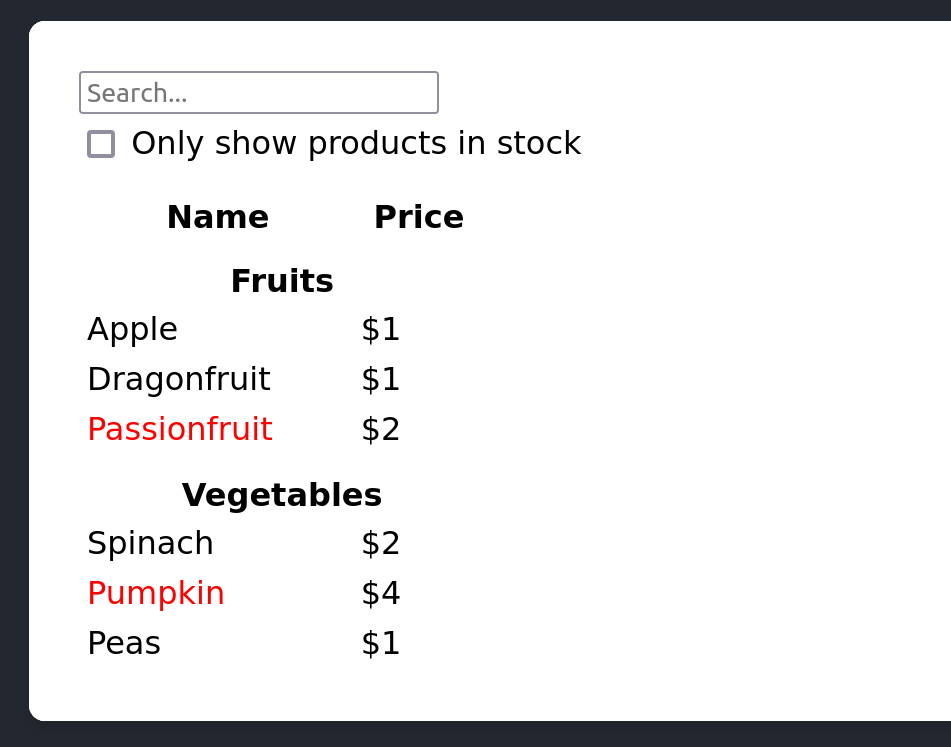 Search...
Only show products in stock
Name Price
Fruits
Apple $1
Dragonfruit $1
Passionfruit $2
Vegetables
Spinach $2
Pumpkin $4
Peas $1